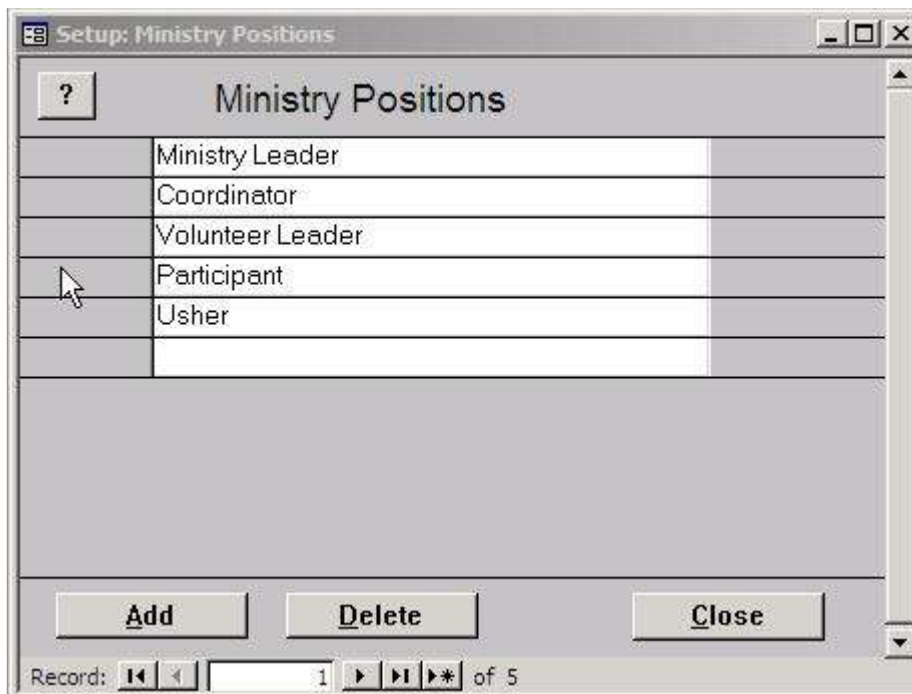 Setup: Ministry Positions
? Ministry Positions
Ministry Leader
Coordinator
Volunteer Leader
Participant
Usher
Add Delete Close
Record: 1 of 5